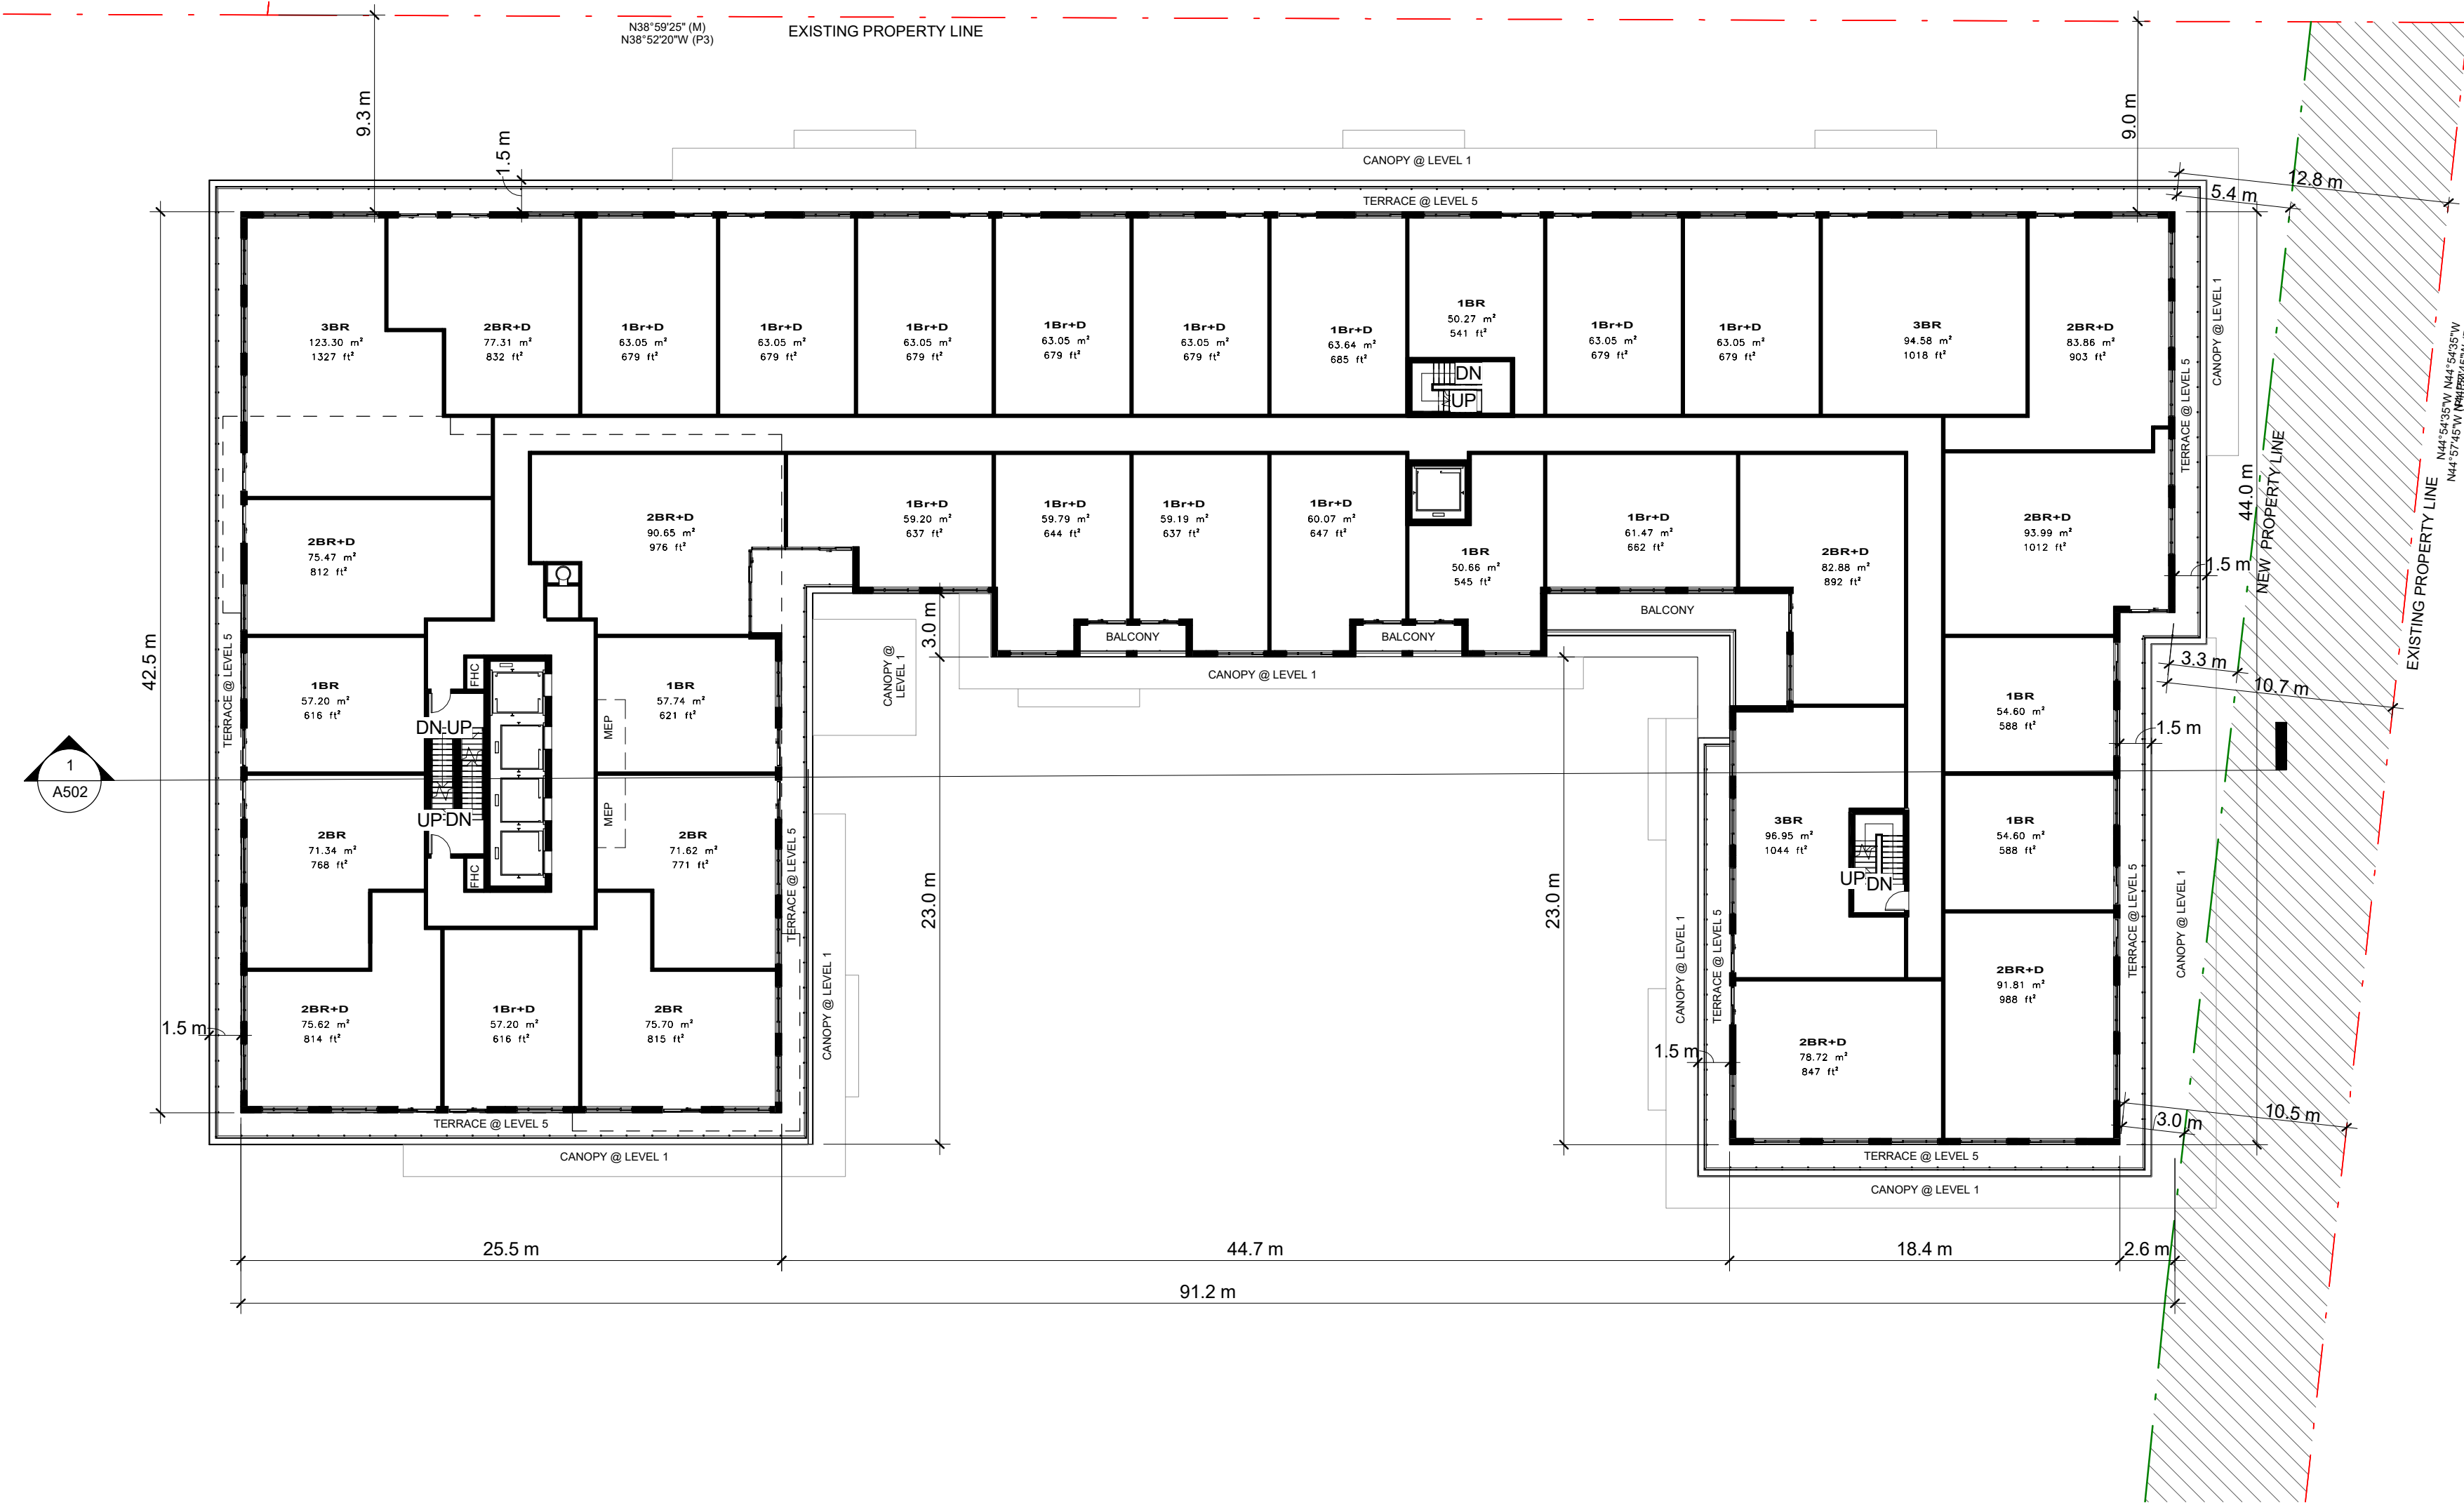 N38°59'25" (M)
N38°52'20"W (P3)
EXISTING PROPERTY LINE
9.3 m
9.0 m
1.5 m
CANOPY @ LEVEL 1
12.8 m
5.4 m
TERRACE @ LEVEL 5
3BR
123.30 m²
1327 ft²
2BR+D
77.31 m²
832 ft²
1Br+D
63.05 m²
679 ft²
1Br+D
63.05 m²
679 ft²
1Br+D
63.05 m²
679 ft²
1Br+D
63.05 m²
679 ft²
1Br+D
63.05 m²
679 ft²
1Br+D
63.64 m²
685 ft²
1BR
50.27 m²
541 ft²
DN
UP
1Br+D
63.05 m²
679 ft²
1Br+D
63.05 m²
679 ft²
3BR
94.58 m²
1018 ft²
2BR+D
83.86 m²
903 ft²
TERRACE @ LEVEL 5
CANOPY @ LEVEL 1
44.0 m
NEW PROPERTY LINE
EXISTING PROPERTY LINE
N44°54'35"W
N44°57'45"W
N44°54'35"W
2BR+D
75.47 m²
812 ft²
2BR+D
90.65 m²
976 ft²
1Br+D
59.20 m²
637 ft²
1Br+D
59.79 m²
644 ft²
1Br+D
59.19 m²
637 ft²
1Br+D
60.07 m²
647 ft²
1BR
50.66 m²
545 ft²
1Br+D
61.47 m²
662 ft²
2BR+D
82.88 m²
892 ft²
2BR+D
93.99 m²
1012 ft²
1.5 m
BALCONY
BALCONY
BALCONY
3.0 m
CANOPY @ LEVEL 1
CANOPY @
LEVEL 1
42.5 m
TERRACE @ LEVEL 5
1BR
57.20 m²
616 ft²
FHC
DN UP
1BR
57.74 m²
621 ft²
MEP
1BR
54.60 m²
588 ft²
3.3 m
10.7 m
1.5 m
1
A502
2BR
71.34 m²
768 ft²
UP DN
FHC
MEP
2BR
71.62 m²
771 ft²
TERRACE @ LEVEL 5
CANOPY @ LEVEL 1
23.0 m
23.0 m
CANOPY @ LEVEL 1
TERRACE @ LEVEL 5
3BR
96.95 m²
1044 ft²
UP DN
1BR
54.60 m²
588 ft²
TERRACE @ LEVEL 5
CANOPY @ LEVEL 1
2BR+D
75.62 m²
814 ft²
1Br+D
57.20 m²
616 ft²
2BR
75.70 m²
815 ft²
1.5 m
1.5 m
2BR+D
78.72 m²
847 ft²
2BR+D
91.81 m²
988 ft²
10.5 m
3.0 m
TERRACE @ LEVEL 5
CANOPY @ LEVEL 1
TERRACE @ LEVEL 5
CANOPY @ LEVEL 1
25.5 m
44.7 m
18.4 m
2.6 m
91.2 m